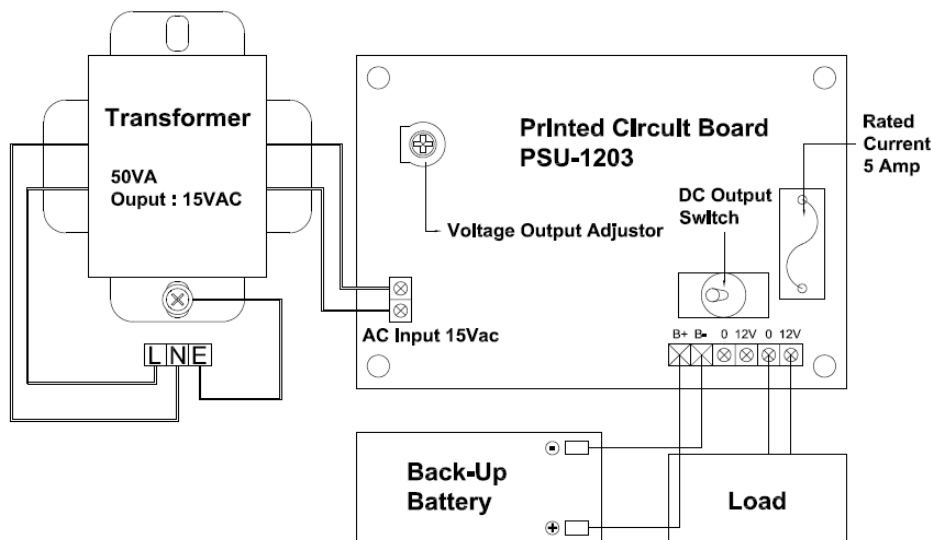 Transformer
50VA
Ouput : 15VAC
L N E
Printed Circuit Board
PSU-1203
Rated
Current
5 Amp
DC Output
Switch
Voltage Output Adjustor
AC Input 15Vac
B+ B- 0 12V 0 12V
Back-Up
Battery
- 
+
Load